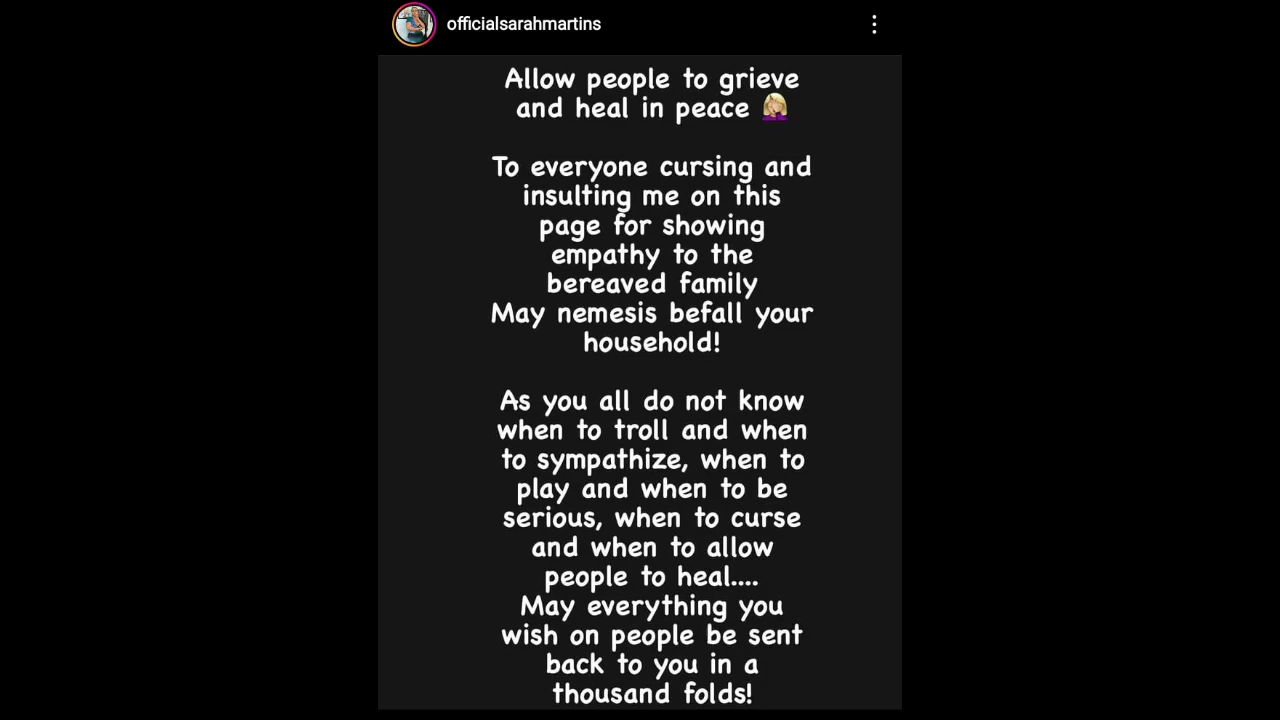 officialsarahmartins
Allow people to grieve
and heal in peace 🤦🏼‍♀️
To everyone cursing and
insulting me on this
page for showing
empathy to the
bereaved family
May nemesis befall your
household!
As you all do not know
when to troll and when
to sympathize, when to
play and when to be
serious, when to curse
and when to allow
people to heal....
May everything you
wish on people be sent
back to you in a
thousand folds!